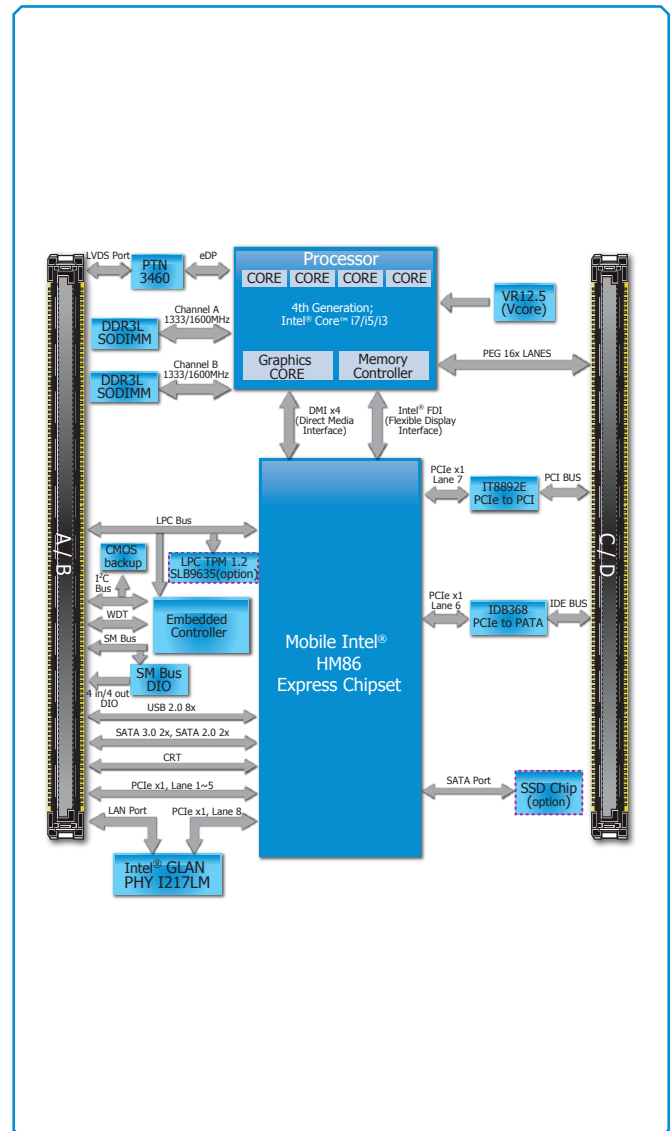 Processor
CORE CORE CORE CORE
4th Generation;
Intel® Core™ i7/i5/i3
Graphics
CORE
Memory
Controller
LVDS Port
PTN
3460
eDP
Channel A
1333/1600MHz
DDR3L
SODIMM
Channel B
1333/1600MHz
DDR3L
SODIMM
VR12.5
(Vcore)
PEG 16x LANES
DMI x4
(Direct Media
Interface)
Intel® FDI
(Flexible Display
Interface)
A / B
C / D
LPC Bus
CMOS
backup
LPC TPM 1.2
SLB9635(option)
I²C
Bus
WDT
Embedded
Controller
SM Bus
SM Bus
DIO
4 in/4 out
DIO
USB 2.0 8x
SATA 3.0 2x, SATA 2.0 2x
CRT
PCIe x1, Lane 1~5
LAN Port
PCIe x1, Lane 8
Intel® GLAN
PHY I217LM
Mobile Intel®
HM86
Express Chipset
PCIe x1
Lane 7
IT8892E
PCIe to PCI
PCI BUS
PCIe x1
Lane 6
IDB368
PCIe to PATA
IDE BUS
SATA Port
SSD Chip
(option)